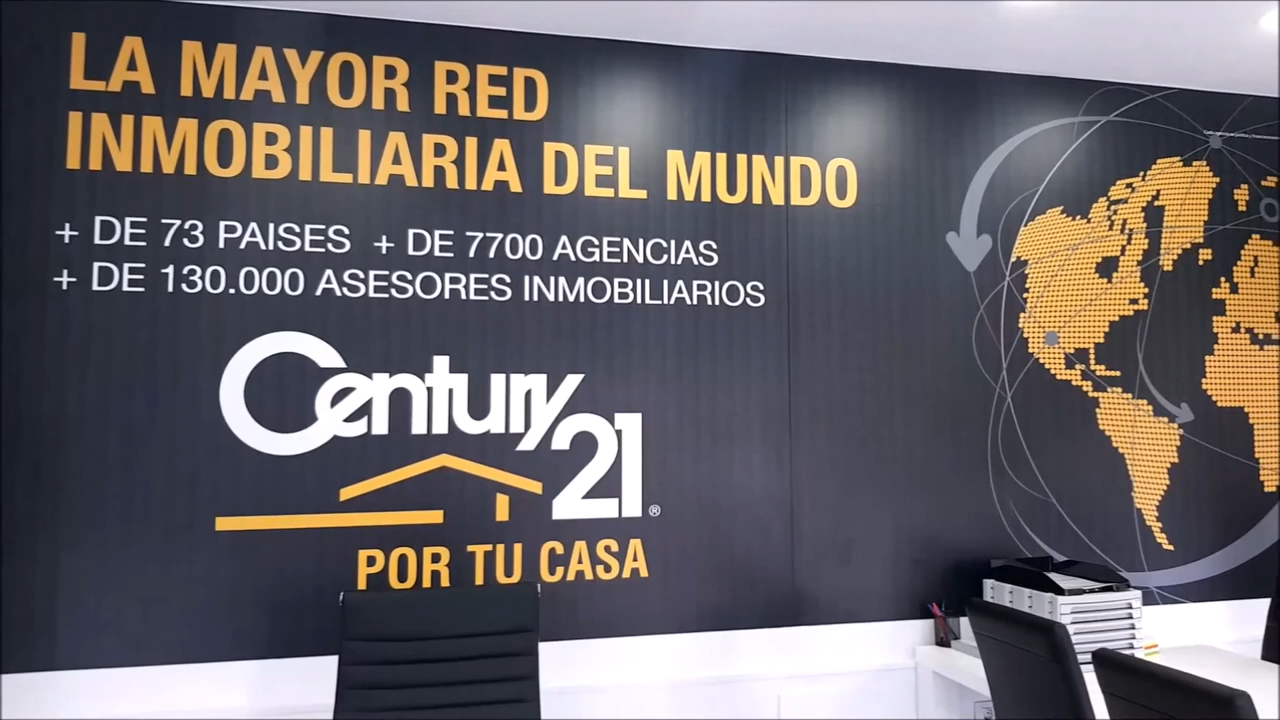 LA MAYOR RED
INMOBILIARIA DEL MUNDO
+ DE 73 PAISES + DE 7700 AGENCIAS
+ DE 130.000 ASESORES INMOBILIARIOS
Century
21®
POR TU CASA